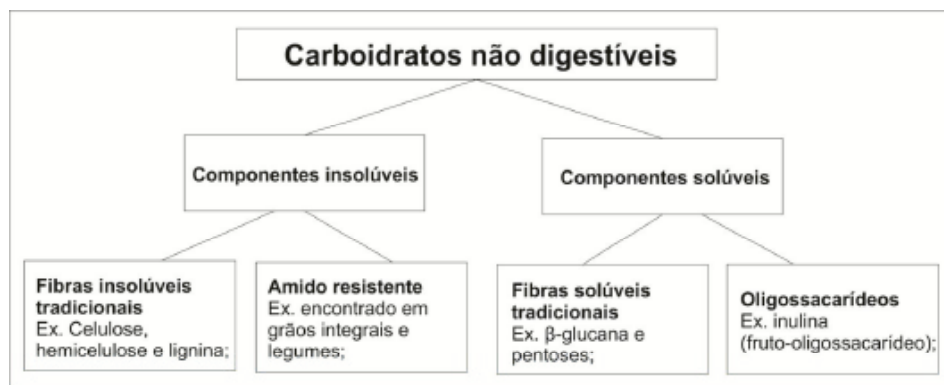 Carboidratos não digestíveis
Componentes insolúveis
Componentes solúveis
Fibras insolúveis
tradicionais
Ex. Celulose,
hemicelulose e lignina;
Amido resistente
Ex. encontrado em
grãos integrais e
legumes;
Fibras solúveis
tradicionais
Ex. β-glucana e
pentoses;
Oligossacarídeos
Ex. inulina
(fruto-oligossacarídeo);